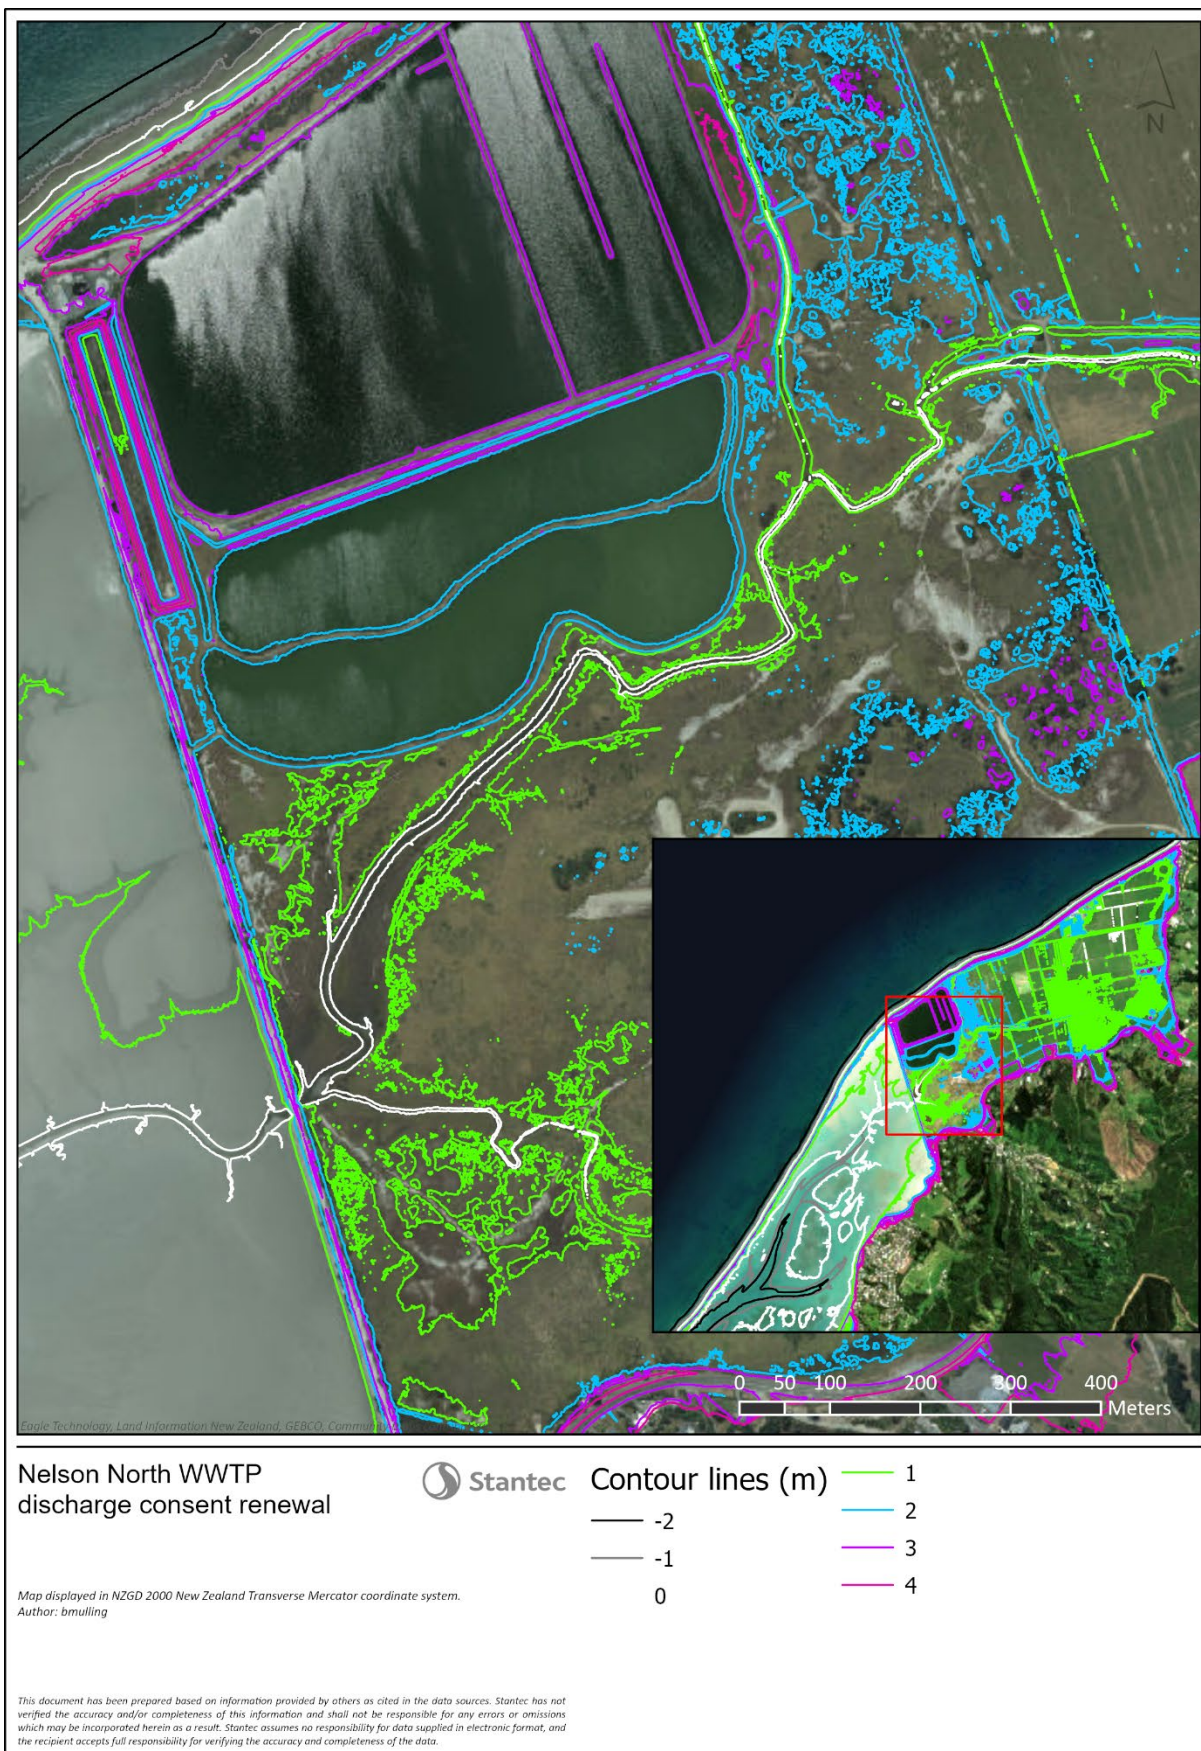 N
0 50 100 200 300 400
Meters
Eagle Technology, Land Information New Zealand, GEBCO,
Nelson North WWTP
discharge consent renewal
Stantec
Contour lines (m)
-2
-1
0
1
2
3
4
Map displayed in NZGD 2000 New Zealand Transverse Mercator coordinate system.
Author: bmulling
This document has been prepared based on information provided by others as cited in the data sources. Stantec has not
verified the accuracy and/or completeness of this information and shall not be responsible for any errors or omissions
which may be incorporated herein as a result. Stantec assumes no responsibility for data supplied in electronic format, and
the recipient accepts full responsibility for verifying the accuracy and completeness of the data.